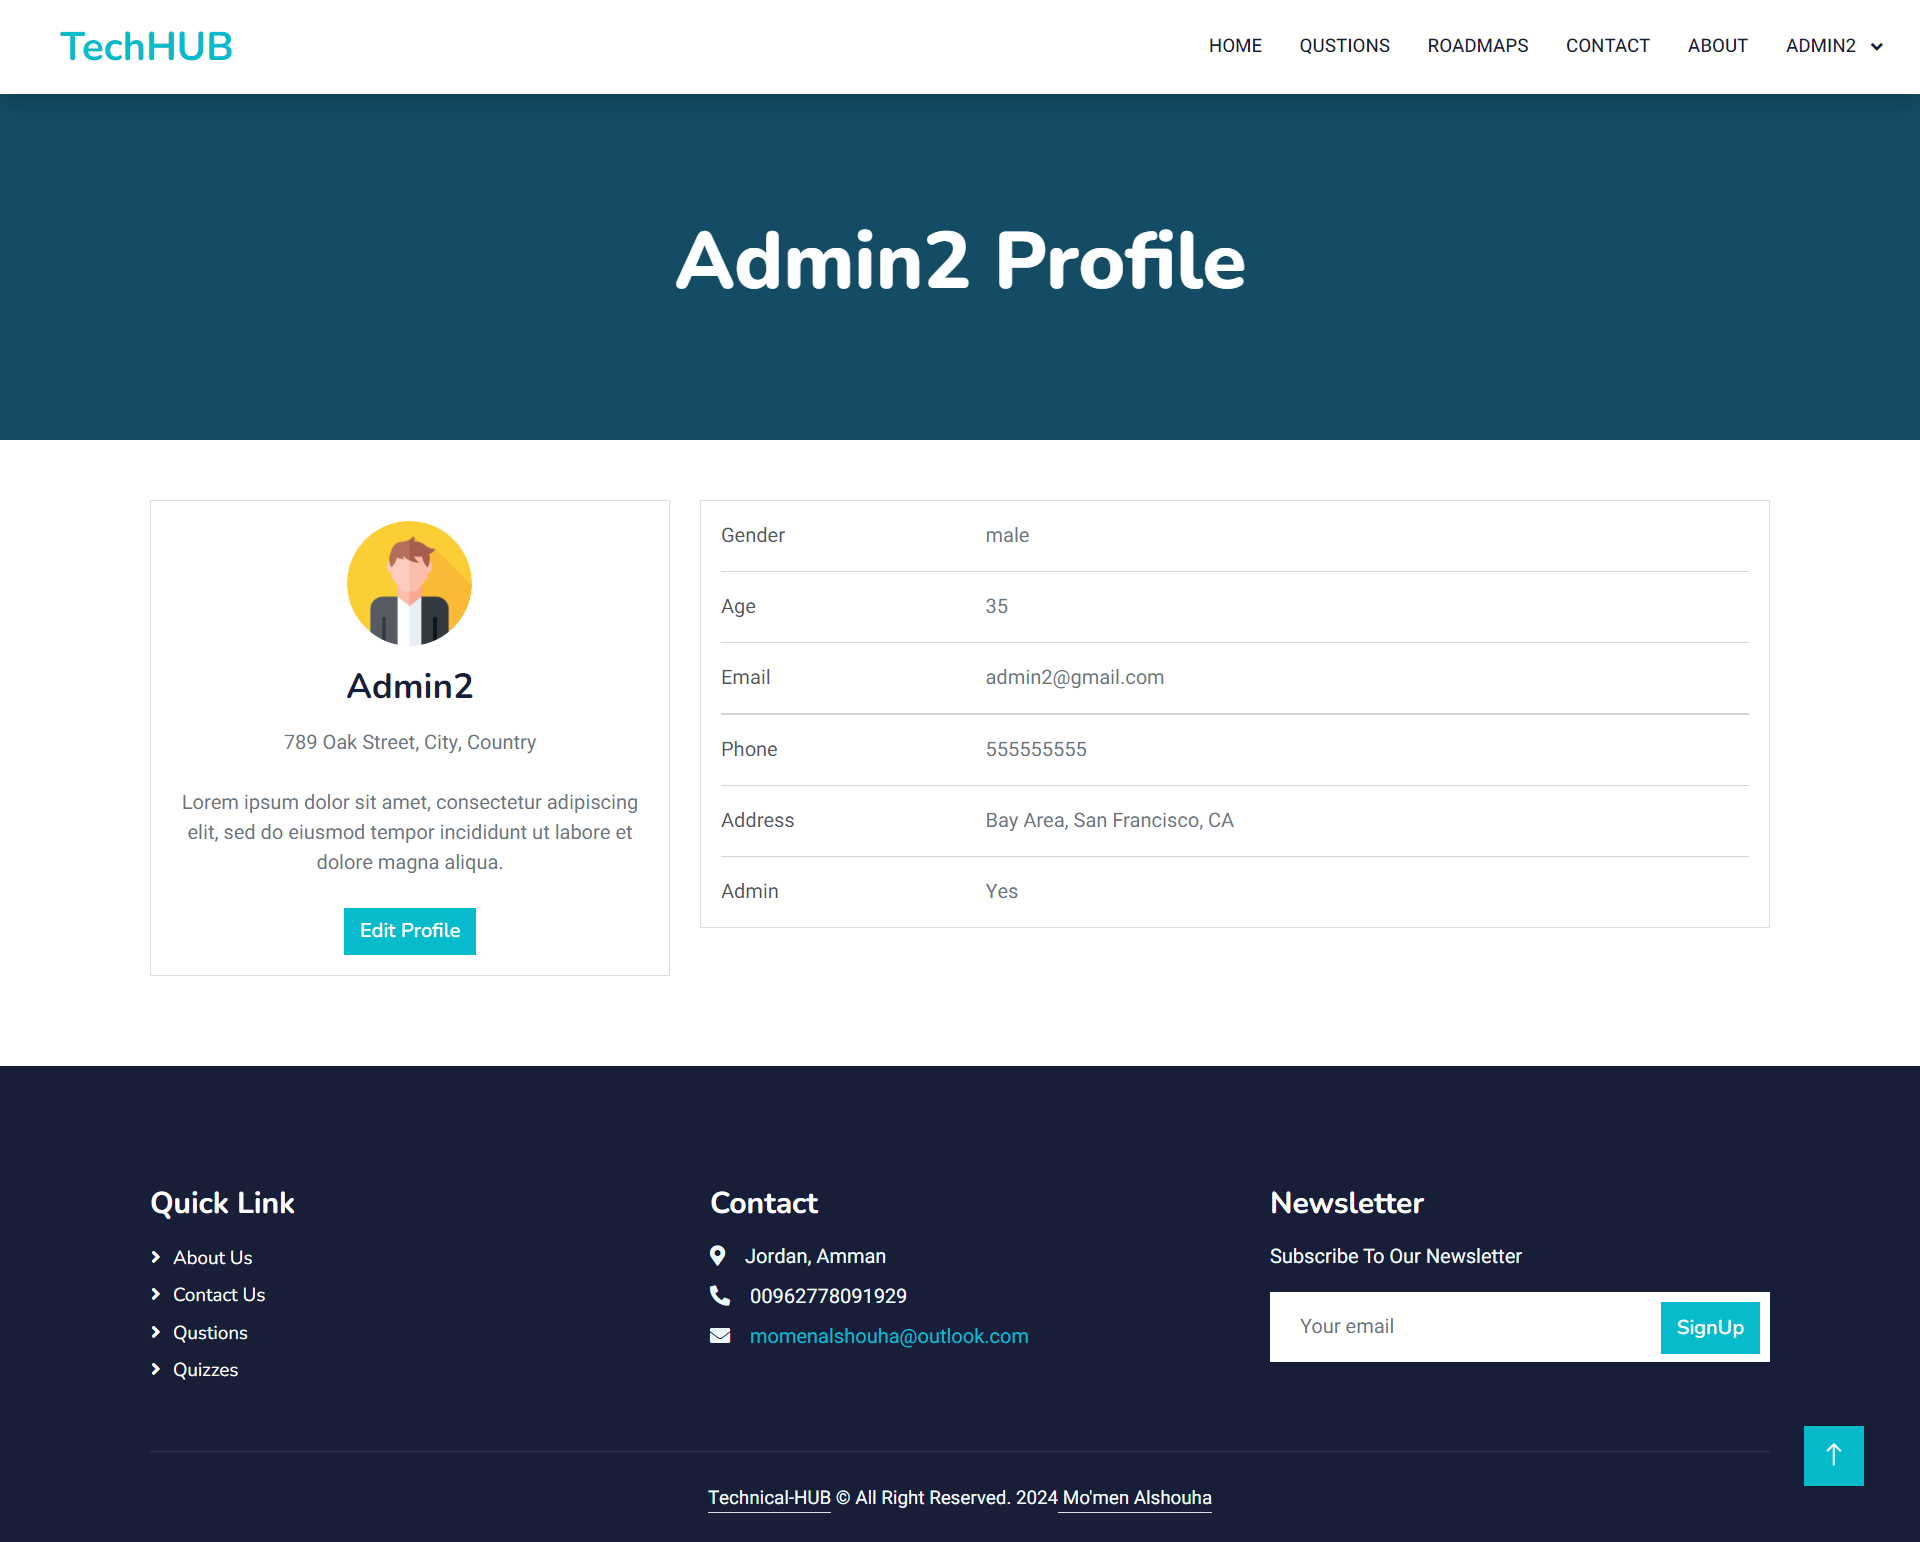 TechHUB
HOME QUSTIONS ROADMAPS CONTACT ABOUT ADMIN2
Admin2 Profile
Admin2
789 Oak Street, City, Country
Lorem ipsum dolor sit amet, consectetur adipiscing
elit, sed do eiusmod tempor incididunt ut labore et
dolore magna aliqua.
Edit Profile
Gender male
Age 35
Email admin2@gmail.com
Phone 555555555
Address Bay Area, San Francisco, CA
Admin Yes
Quick Link
About Us
Contact Us
Qustions
Quizzes
Contact
Jordan, Amman
00962778091929
momenalshouha@outlook.com
Newsletter
Subscribe To Our Newsletter
Your email SignUp
Technical-HUB © All Right Reserved. 2024 Mo'men Alshouha